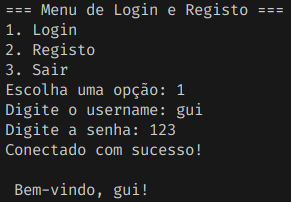 === Menu de Login e Registo ===
1. Login
2. Registo
3. Sair
Escolha uma opção: 1
Digite o username: gui
Digite a senha: 123
Conectado com sucesso!
Bem-vindo, gui!